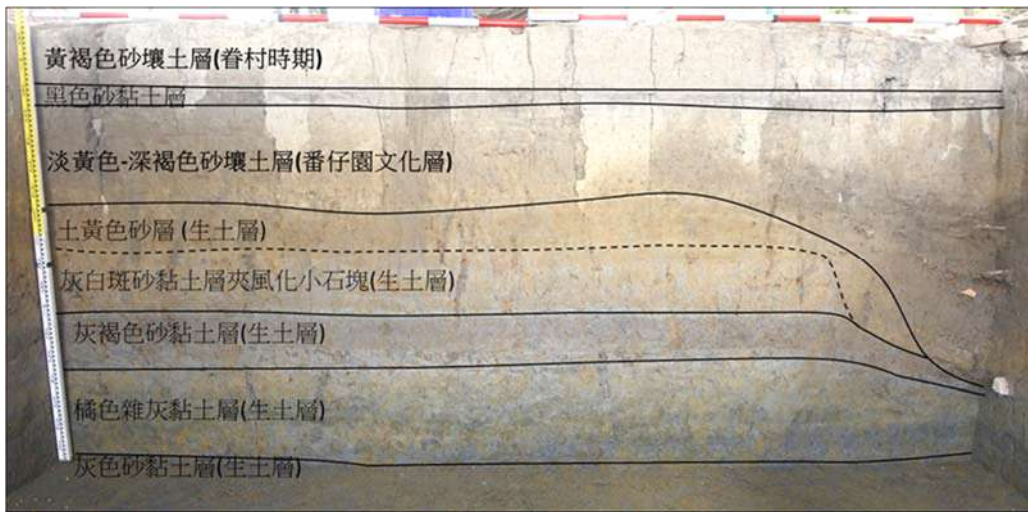 黃褐色砂壤土層(眷村時期)
黑色砂黏土層
淡黃色-深褐色砂壤土層(番仔園文化層)
土黃色砂層 (生土層)
灰白斑砂黏土層夾風化小石塊(生土層)
灰褐色砂黏土層(生土層)
橘色雜灰黏土層(生土層)
灰色砂黏土層(生土層)